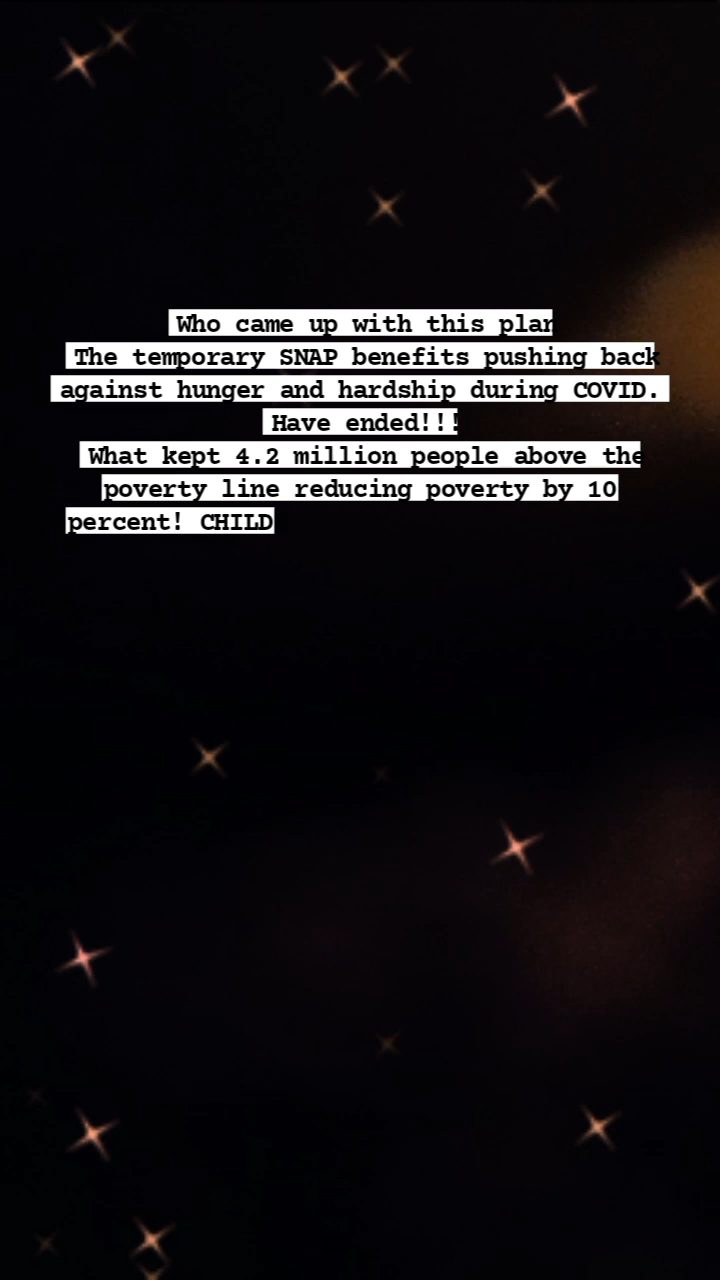 Who came up with this plan
The temporary SNAP benefits pushing back
against hunger and hardship during COVID.
Have ended!!!
What kept 4.2 million people above the
poverty line reducing poverty by 10
percent! CHILD